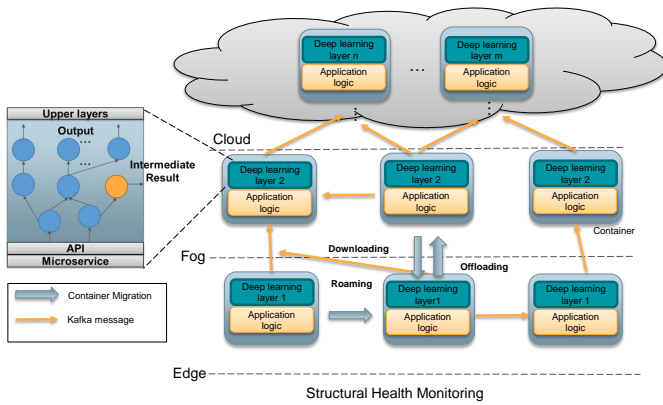 Deep learning
layer n
Application
logic
...
Deep learning
layer m
Application
logic
Cloud
Upper layers
Output
...
...
Intermediate
Result
API
Microservice
Deep learning
layer 2
Application
logic
Deep learning
layer 2
Application
logic
Deep learning
layer 2
Application
logic
Container
Downloading
Offloading
Fog
Roaming
Deep learning
layer 1
Application
logic
Deep learning
layer1
Application
logic
Deep learning
layer 1
Application
logic
Container Migration
Kafka message
Edge
Structural Health Monitoring